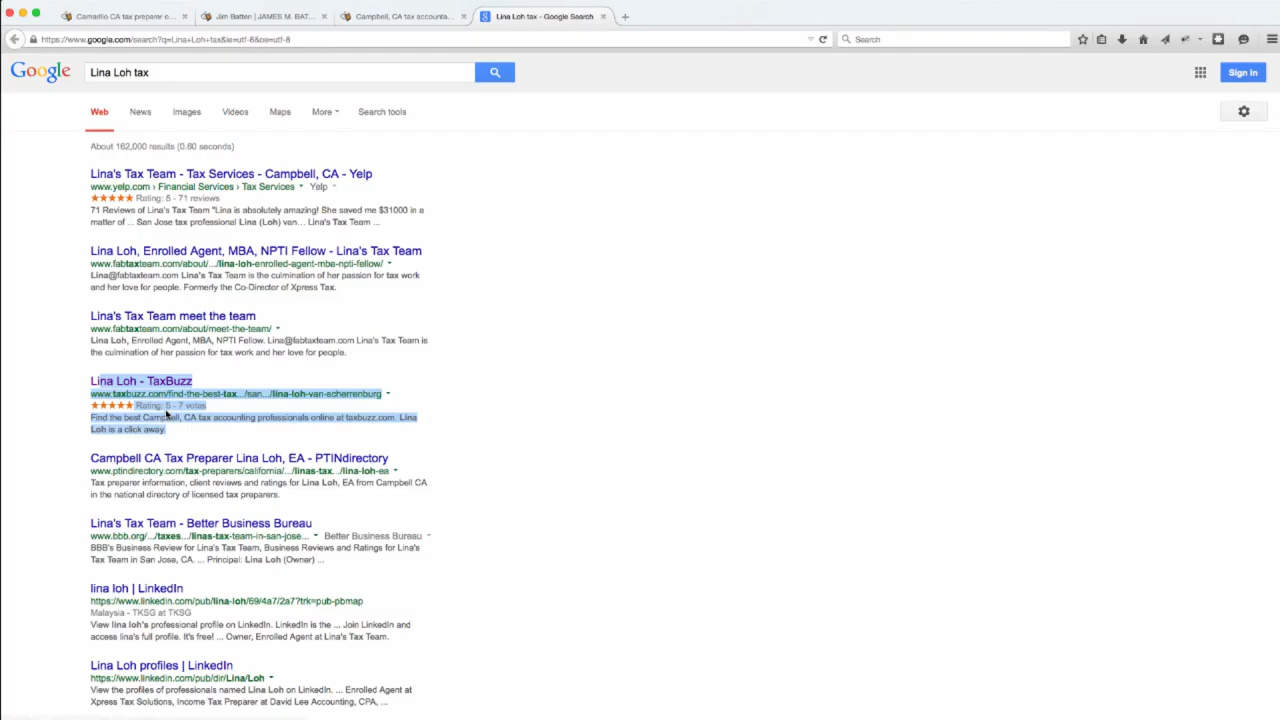 Camarillo CA tax preparer o...
Jim Batten | JAMES M. BAT...
Campbell, CA tax accounta...
Lina Loh tax - Google Search
https://www.google.com/search?q=Lina+Loh+tax&ie=utf-8&oe=utf-8
Search
Google
Lina Loh tax
Sign in
Web
News
Images
Videos
Maps
More
Search tools
About 162,000 results (0.60 seconds)
Lina's Tax Team - Tax Services - Campbell, CA - Yelp
www.yelp.com › Financial Services › Tax Services Yelp
Rating: 5 - 71 reviews
71 Reviews of Lina's Tax Team "Lina is absolutely amazing! She saved me $31000 in a
matter of ... San Jose tax professional Lina (Loh) van... Lina's Tax Team ...
Lina Loh, Enrolled Agent, MBA, NPTI Fellow - Lina's Tax Team
www.fabtaxteam.com/about/.../lina-loh-enrolled-agent-mba-npti-fellow/
Lina@fabtaxteam.com Lina's Tax Team is the culmination of her passion for tax work
and her love for people. Formerly the Co-Director of Xpress Tax.
Lina's Tax Team meet the team
www.fabtaxteam.com/about/meet-the-team/
Lina Loh, Enrolled Agent, MBA, NPTI Fellow. Lina@fabtaxteam.com Lina's Tax Team is
the culmination of her passion for tax work and her love for people.
Lina Loh - TaxBuzz
www.taxbuzz.com/find-the-best-tax.../san.../lina-loh-van-scherrenburg
Rating: 5 - 7 votes
Find the best Campbell, CA tax accounting professionals online at taxbuzz.com. Lina
Loh is a click away.
Campbell CA Tax Preparer Lina Loh, EA - PTINdirectory
www.ptindirectory.com/tax-preparers/california/.../linas-tax.../lina-loh-ea
Tax preparer information, client reviews and ratings for Lina Loh, EA from Campbell CA
in the national directory of licensed tax preparers.
Lina's Tax Team - Better Business Bureau
www.bbb.org/.../taxes.../linas-tax-team-in-san-jose... Better Business Bureau
BBB's Business Review for Lina's Tax Team, Business Reviews and Ratings for Lina's
Tax Team in San Jose, CA. ... Principal: Lina Loh (Owner) ...
lina loh | LinkedIn
https://www.linkedin.com/pub/lina-loh/69/4a7/2a7?trk=pub-pbmap
Malaysia - TKSG at TKSG
View lina loh's professional profile on LinkedIn. LinkedIn is the ... Join LinkedIn and
access lina's full profile. It's free! ... Owner, Enrolled Agent at Lina's Tax Team.
Lina Loh profiles | LinkedIn
https://www.linkedin.com/pub/dir/Lina/Loh
View the profiles of professionals named Lina Loh on LinkedIn. ... Enrolled Agent at
Xpress Tax Solutions, Income Tax Preparer at David Lee Accounting, CPA, ...